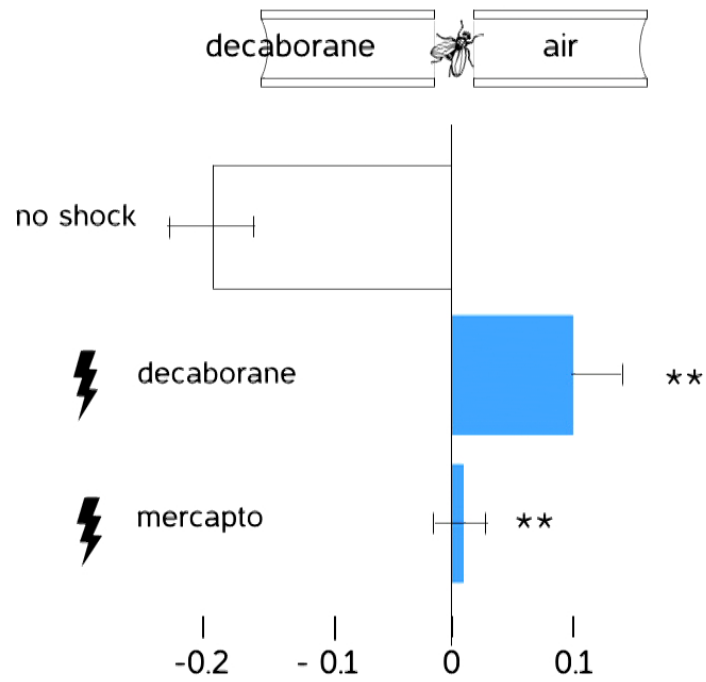 decaborane air
no shock
decaborane **
mercapto **
-0.2 - 0.1 0 0.1